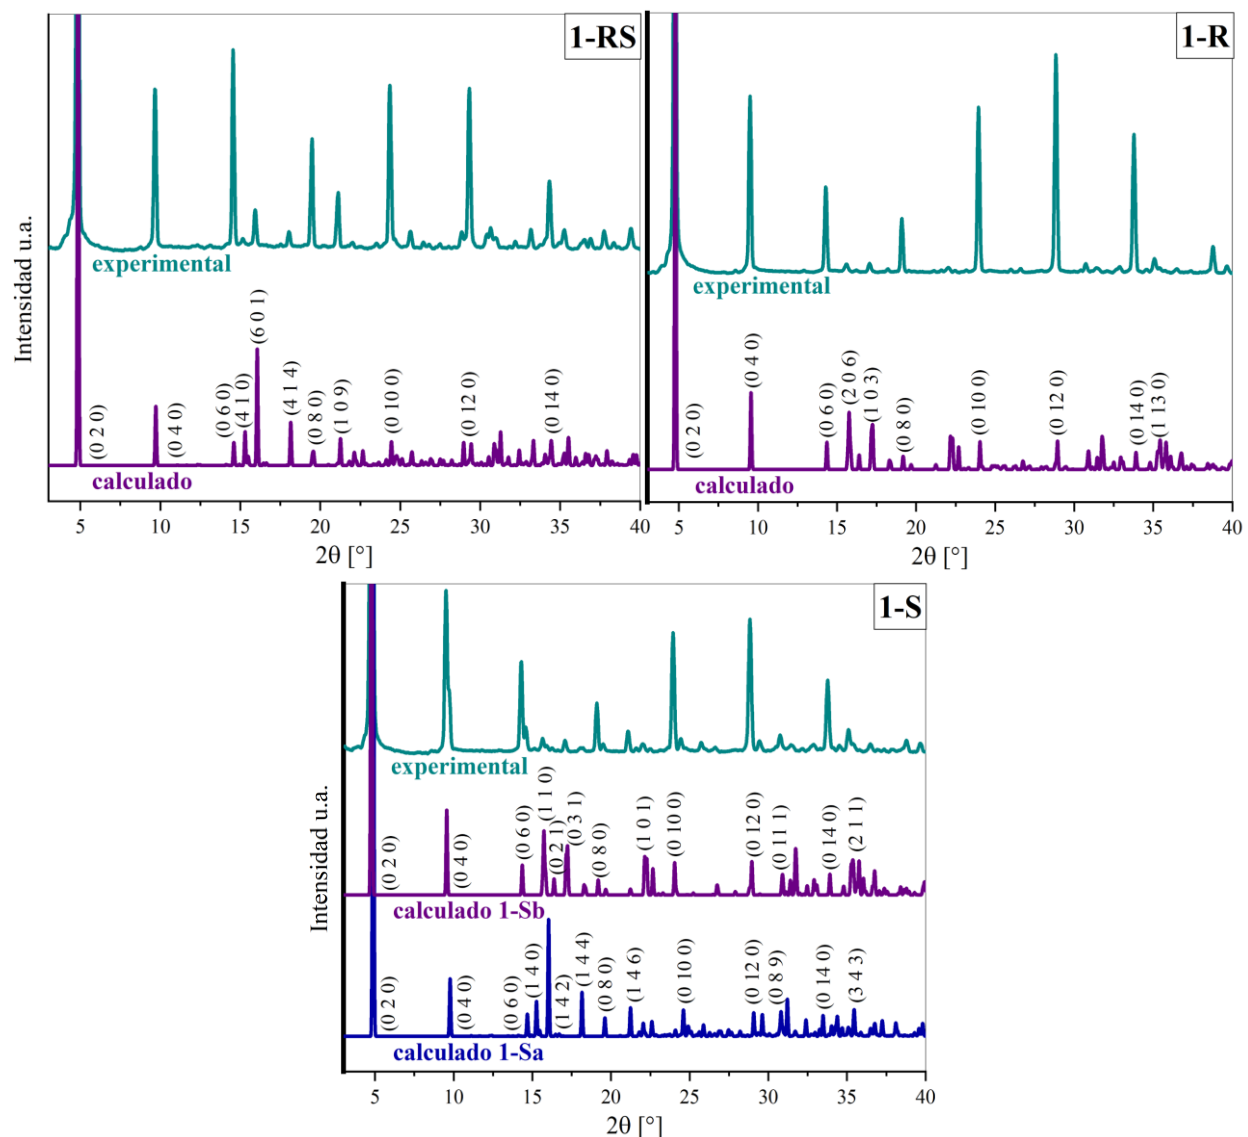 1-RS
Intensidad u.a.
experimental
(0 2 0)
(0 4 0)
(0 6 0)
(4 1 0)
(6 0 1)
(4 1 4)
(0 8 0)
(1 0 9)
(0 10 0)
(0 12 0)
(0 14 0)
calculado
5 10 15 20 25 30 35 40
2θ [°]
1-R
experimental
(0 2 0)
(0 4 0)
(0 6 0)
(2 0 6)
(1 0 3)
(0 8 0)
(0 10 0)
(0 12 0)
(0 14 0)
(1 13 0)
calculado
5 10 15 20 25 30 35 40
2θ [°]
1-S
Intensidad u.a.
experimental
(0 2 0)
(0 4 0)
(0 6 0)
(1 1 0)
(0 2 1)
(0 3 1)
(0 8 0)
(1 0 1)
(0 10 0)
(0 12 0)
(0 11 1)
(0 14 0)
(2 1 1)
calculado 1-Sb
(0 2 0)
(0 4 0)
(0 6 0)
(1 4 0)
(1 4 2)
(1 4 4)
(0 8 0)
(1 4 6)
(0 10 0)
(0 12 0)
(0 8 9)
(0 14 0)
(3 4 3)
calculado 1-Sa
5 10 15 20 25 30 35 40
2θ [°]